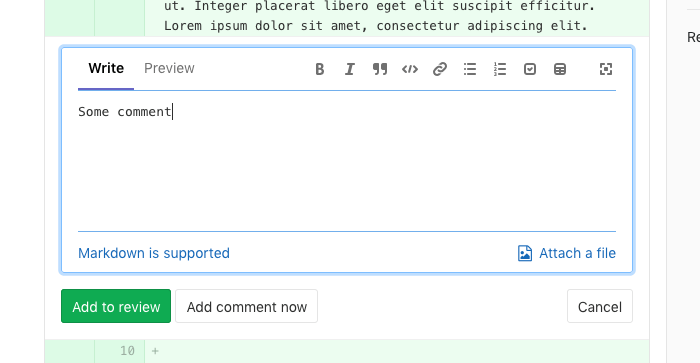 ut. Integer placerat libero eget elit suscipit efficitur.
Lorem ipsum dolor sit amet, consectetur adipiscing elit.
Re
Write Preview
Some comment
Markdown is supported Attach a file
Add to review Add comment now Cancel
10 +